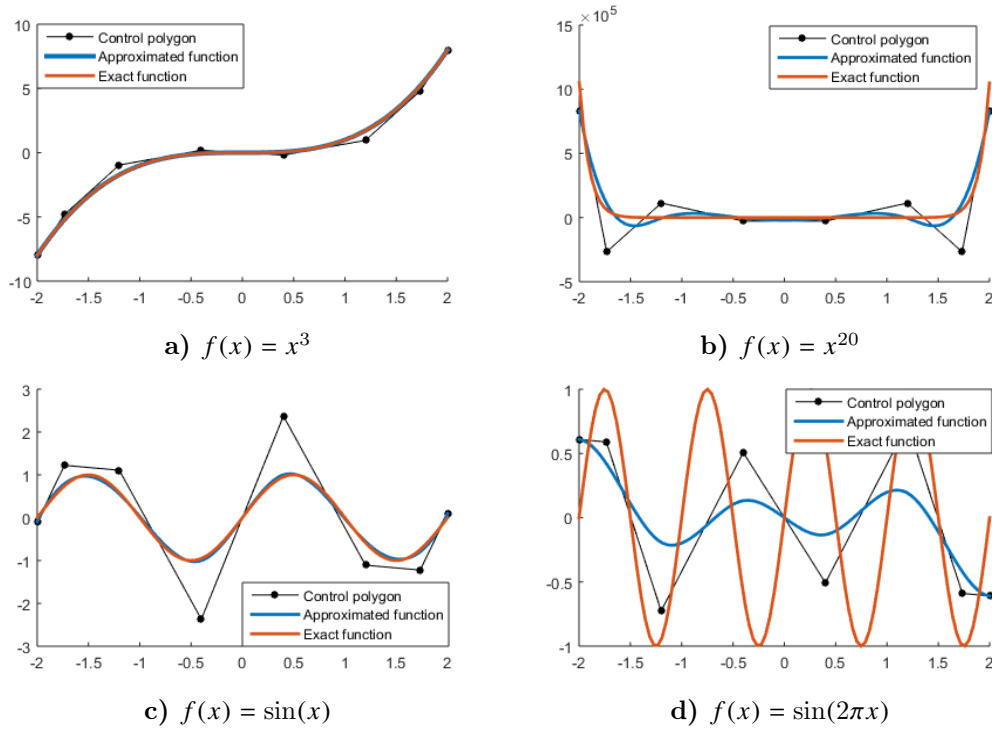 10
5
0
-5
-10
-2 -1.5 -1 -0.5 0 0.5 1 1.5 2
Control polygon
Approximated function
Exact function
a) f(x) = x³
×10⁵
15
10
5
0
-5
-2 -1.5 -1 -0.5 0 0.5 1 1.5 2
Control polygon
Approximated function
Exact function
b) f(x) = x²⁰
3
2
1
0
-1
-2
-3
-2 -1.5 -1 -0.5 0 0.5 1 1.5 2
Control polygon
Approximated function
Exact function
c) f(x) = sin(x)
1
0.5
0
-0.5
-1
-2 -1.5 -1 -0.5 0 0.5 1 1.5 2
Control polygon
Approximated function
Exact function
d) f(x) = sin(2πx)